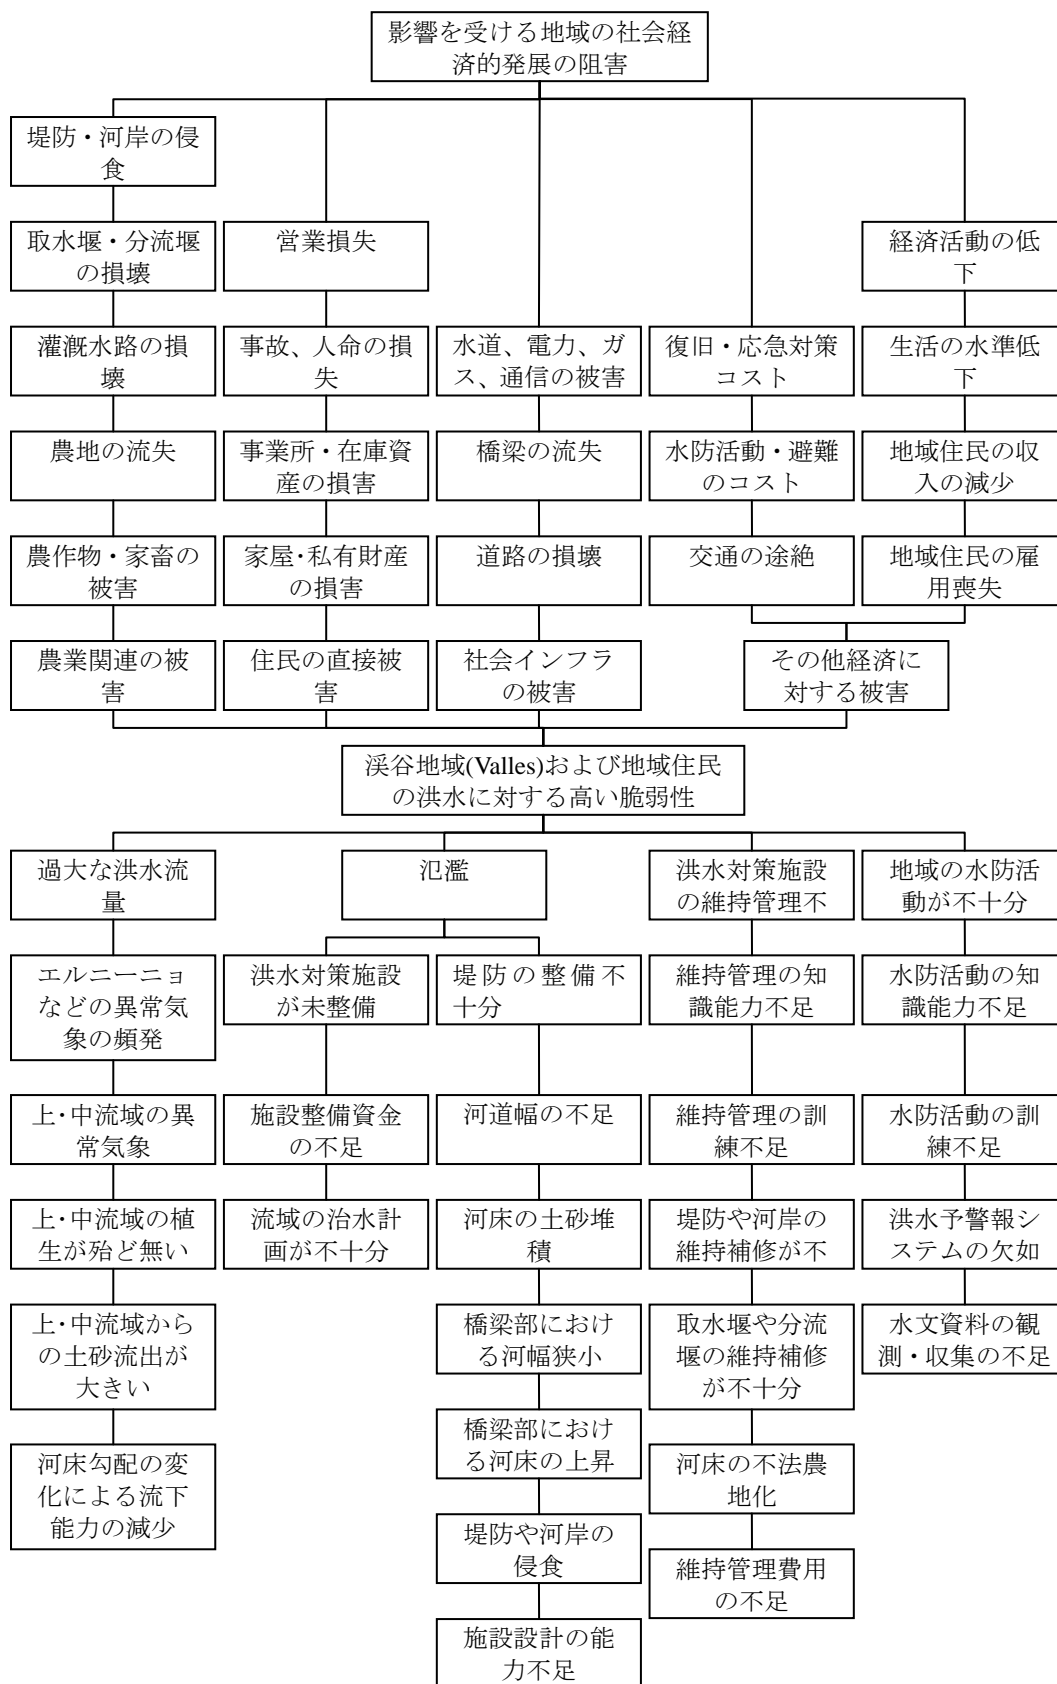 影響を受ける地域の社会経
済的発展の阻害
堤防・河岸の侵
食
取水堰・分流堰
の損壊
営業損失
経済活動の低
下
灌漑水路の損
壊
事故、人命の損
失
水道、電力、ガ
ス、通信の被害
復旧・応急対策
コスト
生活の水準低
下
農地の流失
事業所・在庫資
産の損害
橋梁の流失
水防活動・避難
のコスト
地域住民の収
入の減少
農作物・家畜の
被害
家屋・私有財産
の損害
道路の損壊
交通の途絶
地域住民の雇
用喪失
農業関連の被
害
住民の直接被
害
社会インフラ
の被害
その他経済に
対する被害
渓谷地域(Valles)および地域住民
の洪水に対する高い脆弱性
過大な洪水流
量
氾濫
洪水対策施設
の維持管理不
地域の水防活
動が不十分
エルニーニョ
などの異常気
象の頻発
洪水対策施設
が未整備
堤防の整備不
十分
維持管理の知
識能力不足
水防活動の知
識能力不足
上・中流域の異
常気象
施設整備資金
の不足
河道幅の不足
維持管理の訓
練不足
水防活動の訓
練不足
上・中流域の植
生が殆ど無い
流域の治水計
画が不十分
河床の土砂堆
積
堤防や河岸の
維持補修が不
洪水予警報シ
ステムの欠如
上・中流域から
の土砂流出が
大きい
橋梁部におけ
る河幅狭小
取水堰や分流
堰の維持補修
が不十分
水文資料の観
測・収集の不足
河床勾配の変
化による流下
能力の減少
橋梁部におけ
る河床の上昇
河床の不法農
地化
堤防や河岸の
侵食
維持管理費用
の不足
施設設計の能
力不足